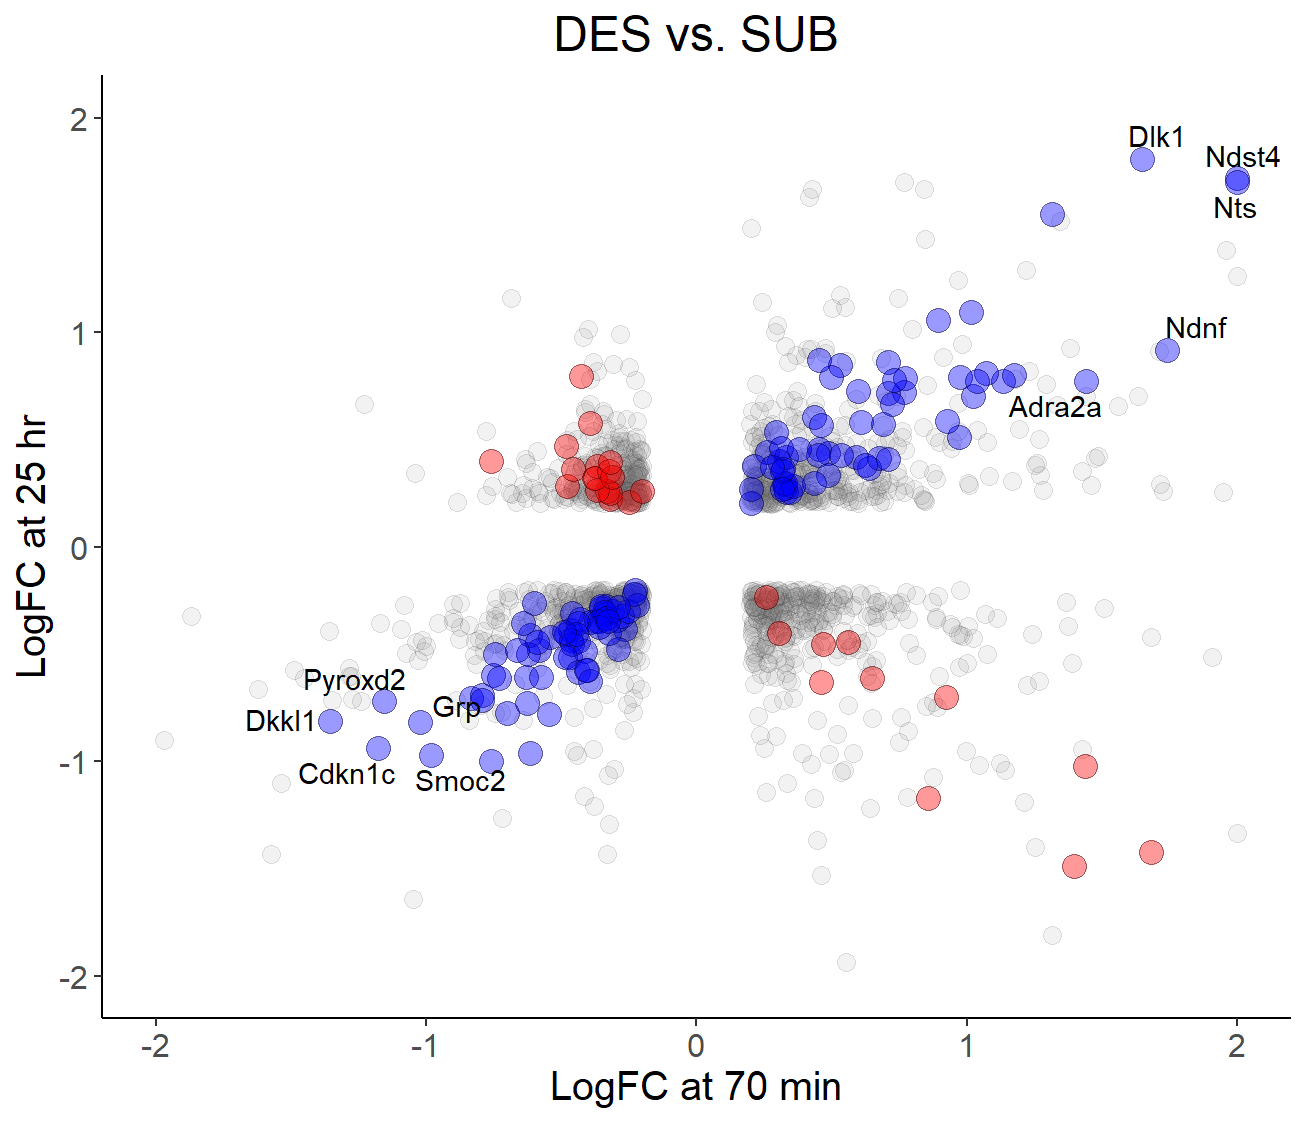 DES vs. SUB
LogFC at 25 hr
2
1
0
-1
-2
Dlk1
Ndst4
Nts
Ndnf
Adra2a
Pyroxd2
Dkkl1
Grp
Cdkn1c
Smoc2
-2
-1
0
1
2
LogFC at 70 min